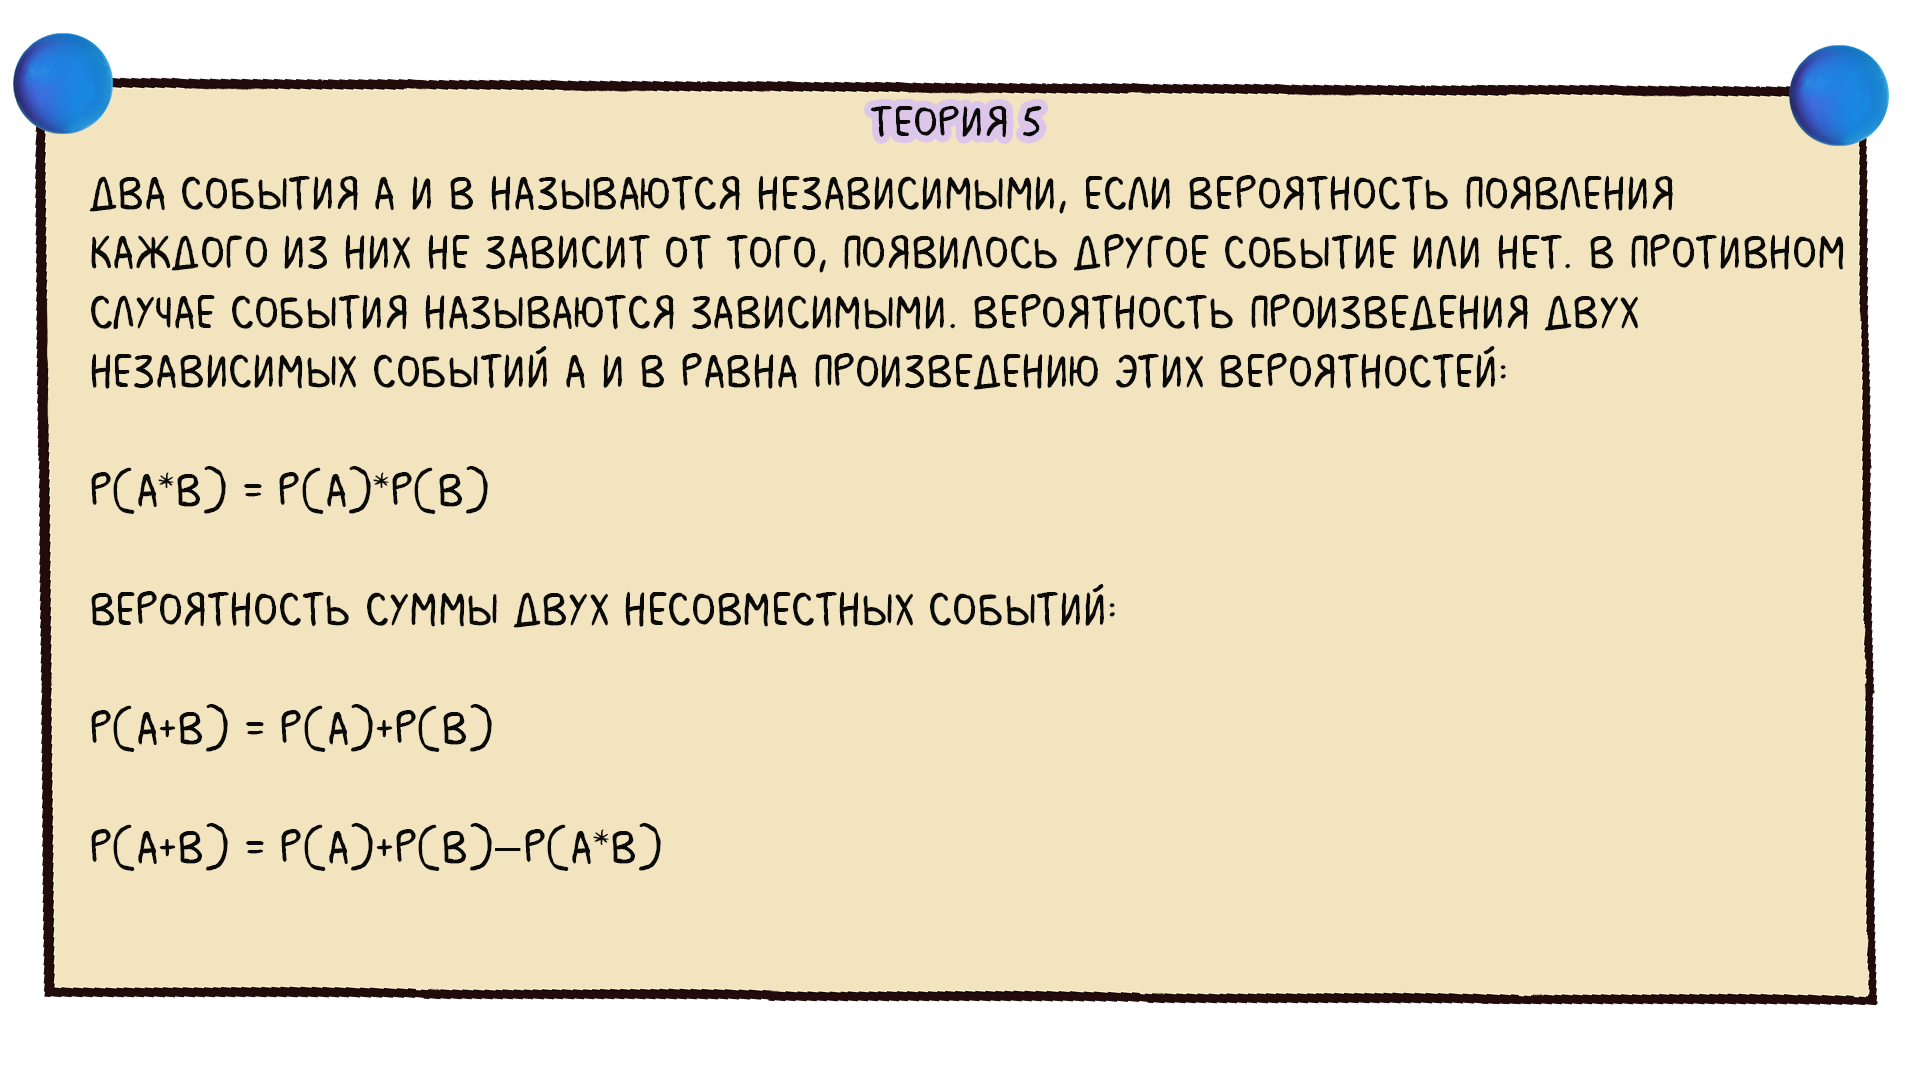 ТЕОРИЯ 5
ДВА СОБЫТИЯ А И В НАЗЫВАЮТСЯ НЕЗАВИСИМЫМИ, ЕСЛИ ВЕРОЯТНОСТЬ ПОЯВЛЕНИЯ
КАЖДОГО ИЗ НИХ НЕ ЗАВИСИТ ОТ ТОГО, ПОЯВИЛОСЬ ДРУГОЕ СОБЫТИЕ ИЛИ НЕТ. В ПРОТИВНОМ
СЛУЧАЕ СОБЫТИЯ НАЗЫВАЮТСЯ ЗАВИСИМЫМИ. ВЕРОЯТНОСТЬ ПРОИЗВЕДЕНИЯ ДВУХ
НЕЗАВИСИМЫХ СОБЫТИЙ А И В РАВНА ПРОИЗВЕДЕНИЮ ЭТИХ ВЕРОЯТНОСТЕЙ:
P(A*B) = P(A)*P(B)
ВЕРОЯТНОСТЬ СУММЫ ДВУХ НЕСОВМЕСТНЫХ СОБЫТИЙ:
P(A+B) = P(A)+P(B)
P(A+B) = P(A)+P(B)–P(A*B)